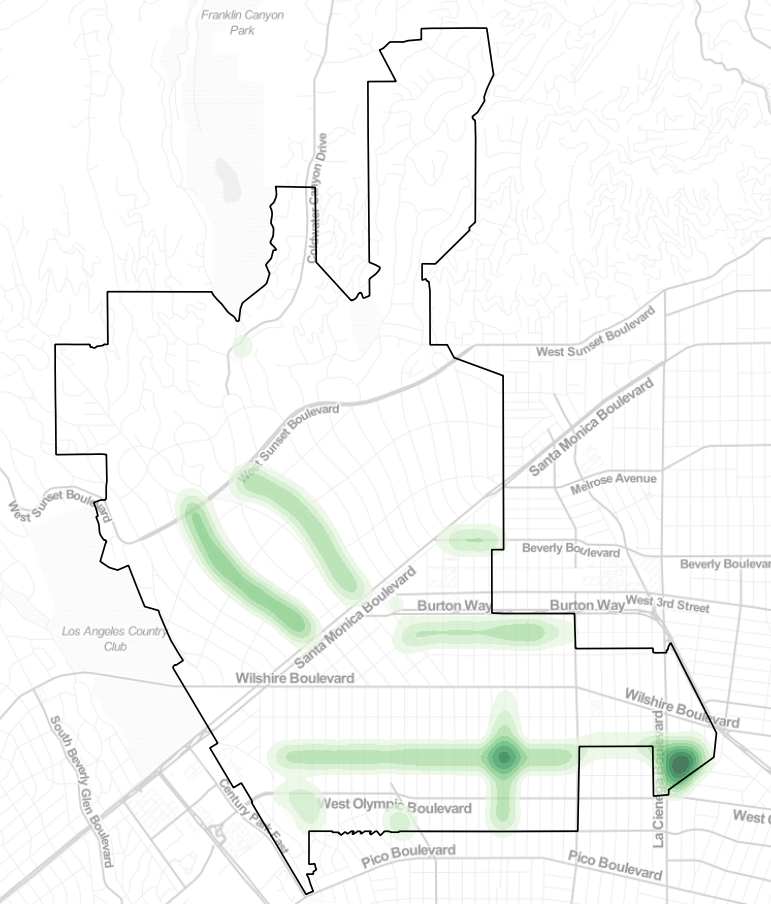 Franklin Canyon
Park
Coldwater Canyon Drive
West Sunset Boulevard
Santa Monica Boulevard
West Sunset Boulevard
Melrose Avenue
West Sunset Boulevard
Beverly Boulevard
Beverly Boulevar
Burton Way
Burton Way
West 3rd Street
Santa Monica Boulevard
Los Angeles Country
Club
Wilshire Boulevard
Wilshire Boulevard
South Beverly Glen Boulevard
La Cienega Boulevard
Century Park East
West Olympic Boulevard
West O
Pico Boulevard
Pico Boulevard